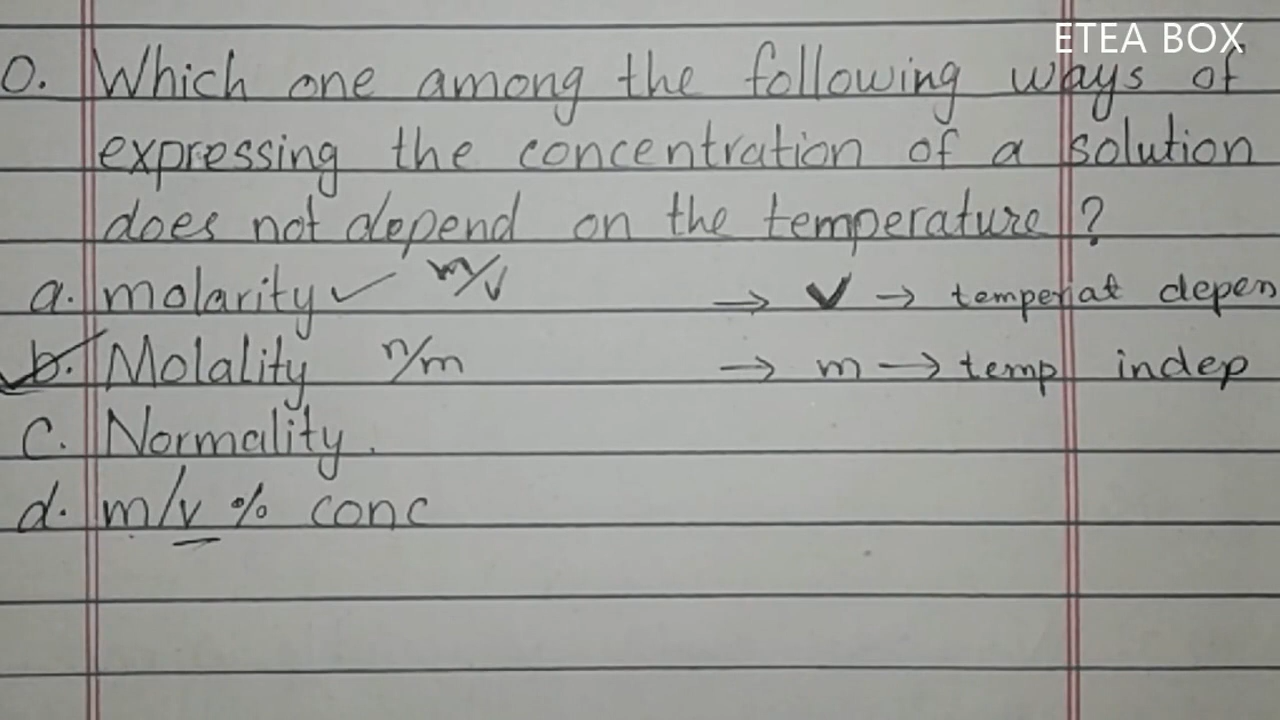 ETEA BOX
O. Which one among the following ways of
expressing the concentration of a solution
does not depend on the temperature ?
a. molarity ✓ n/v → V → temperat depen
b. Molality n/m → m → temp indep
c. Normality.
d. m/v % conc